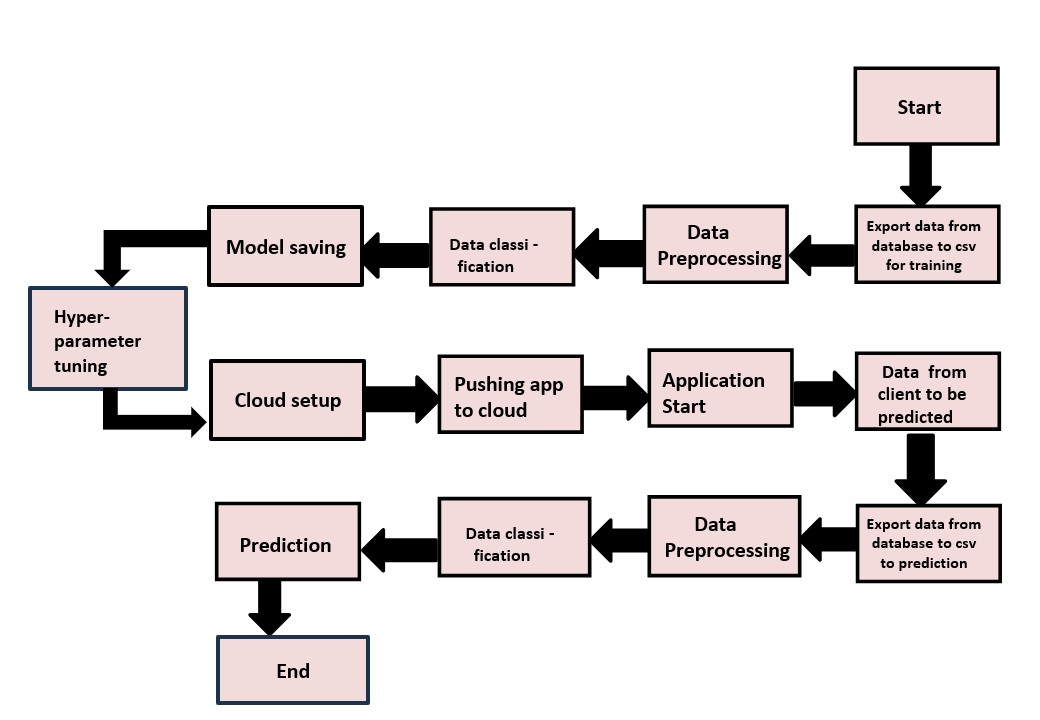 Start
Export data from
database to csv
for training
Data
Preprocessing
Data classi -
fication
Model saving
Hyper-
parameter
tuning
Cloud setup
Pushing app
to cloud
Application
Start
Data from
client to be
predicted
Export data from
database to csv
to prediction
Data
Preprocessing
Data classi -
fication
Prediction
End